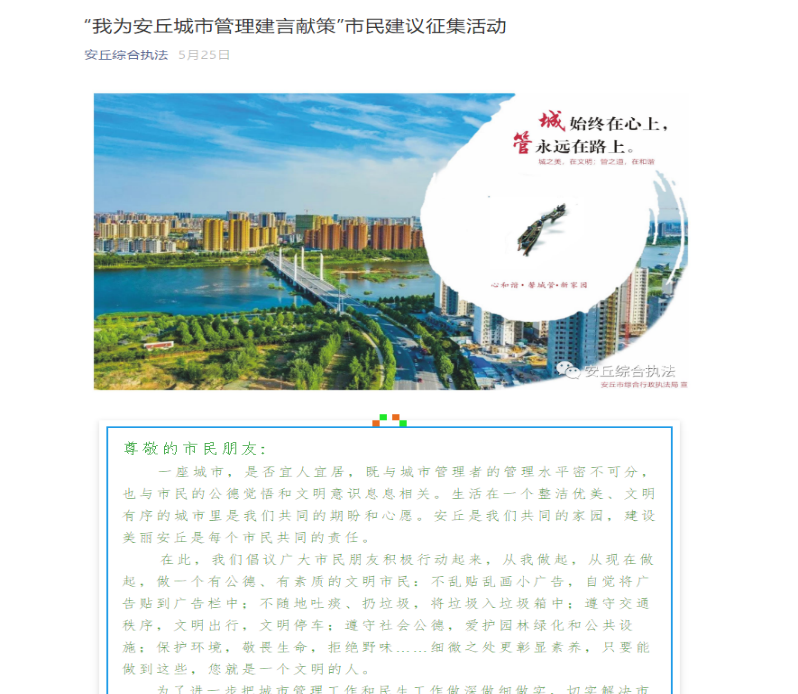 “我为安丘城市管理建言献策”市民建议征集活动
安丘综合执法 5月25日
城 始终在心上，
管 永远在路上。
城之美，在文明；管之道，在和谐
心和谐•馨城管•新家园
安丘综合执法
安丘市综合行政执法局 宣
尊敬的市民朋友：
一座城市，是否宜人宜居，既与城市管理者的管理水平密不可分，
也与市民的公德觉悟和文明意识息息相关。生活在一个整洁优美、文明
有序的城市里是我们共同的期盼和心愿。安丘是我们共同的家园，建设
美丽安丘是每个市民共同的责任。
在此，我们倡议广大市民朋友积极行动起来，从我做起，从现在做
起，做一个有公德、有素质的文明市民；不乱贴乱画小广告，自觉将广
告贴到广告栏中；不随地吐痰、扔垃圾，将垃圾入垃圾箱中；遵守交通
秩序，文明出行，文明停车；遵守社会公德，爱护园林绿化和公共设
施；保护环境，敬畏生命，拒绝野味……细微之处更彰显素养，只要能
做到这些，您就是一个文明的人。
为了进一步把城市管理工作和民生工作做深做细做实，切实解决市